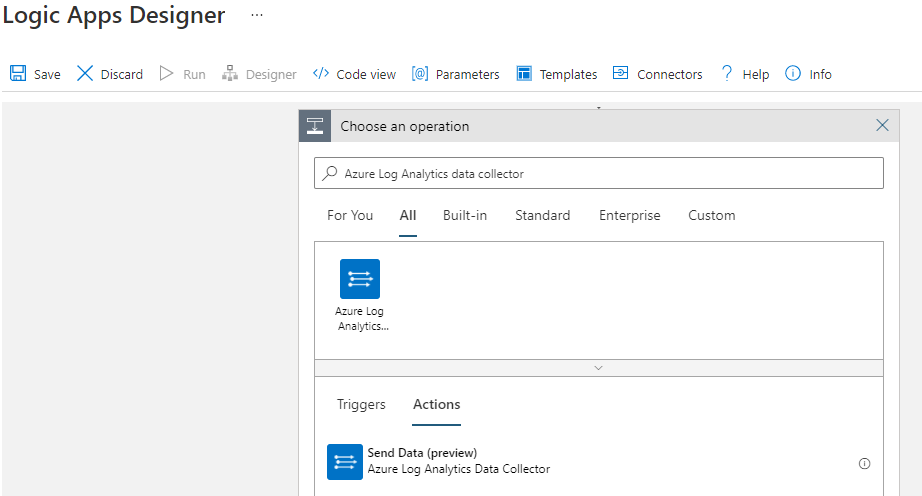 Logic Apps Designer ...
Save Discard Run Designer </> Code view [@] Parameters Templates Connectors ? Help Info
Choose an operation
Azure Log Analytics data collector
For You All Built-in Standard Enterprise Custom
Azure Log
Analytics...
Triggers Actions
Send Data (preview)
Azure Log Analytics Data Collector